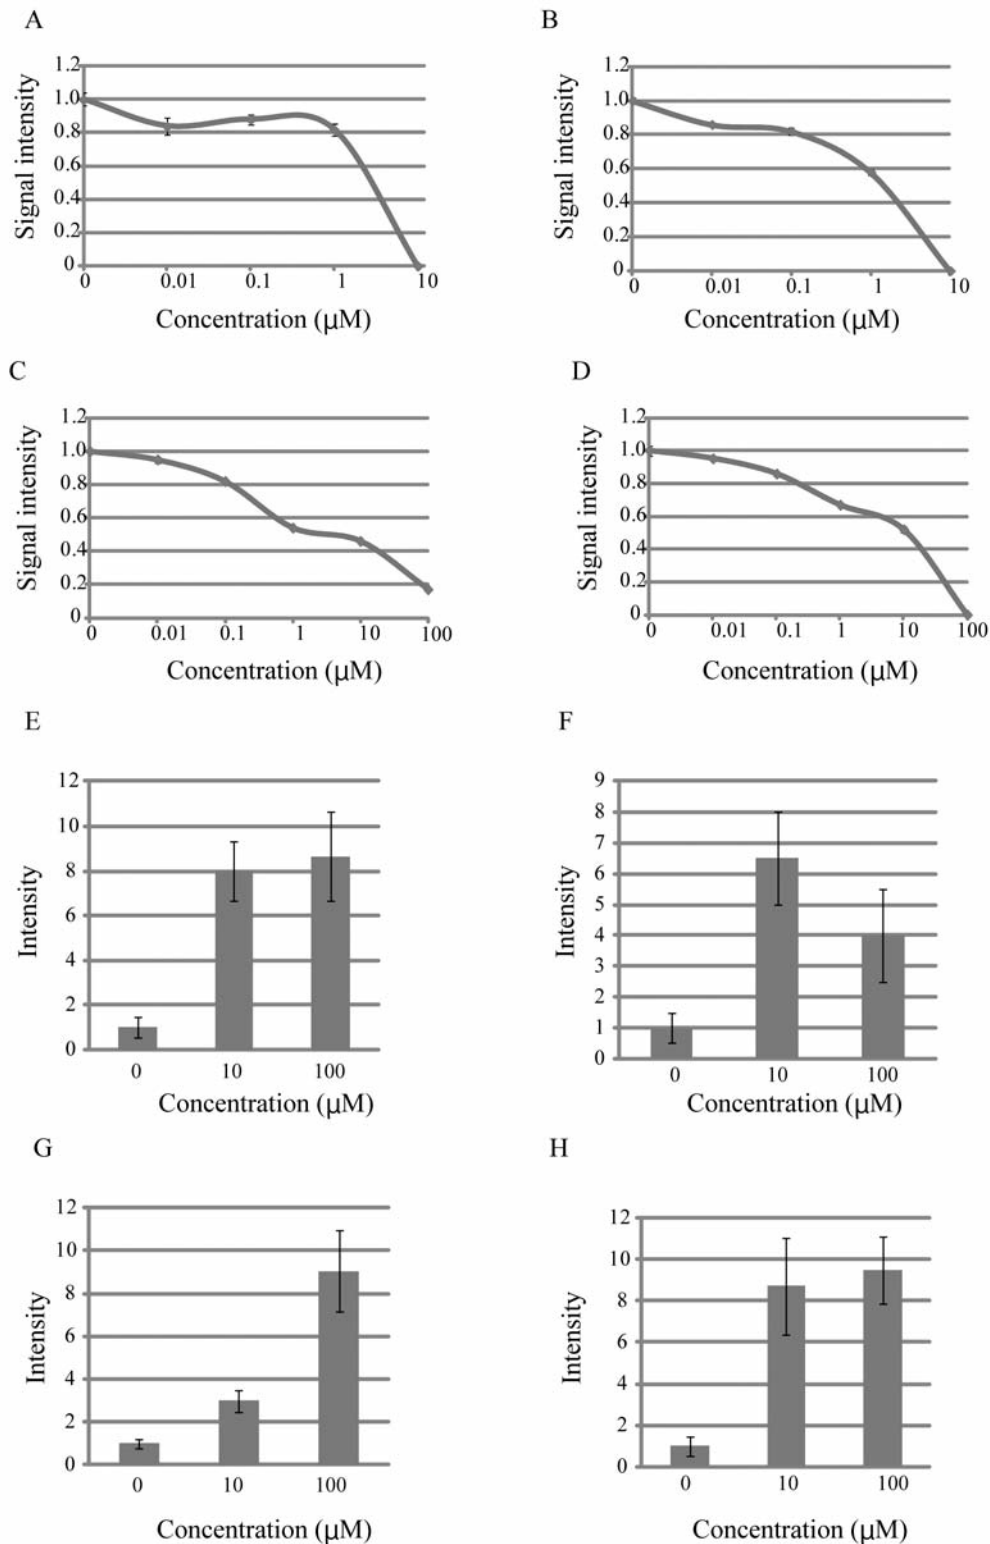 A
Signal intensity
1.2
1.0
0.8
0.6
0.4
0.2
0
0 0.01 0.1 1 10
Concentration (μM)
B
Signal intensity
1.2
1.0
0.8
0.6
0.4
0.2
0
0 0.01 0.1 1 10
Concentration (μM)
C
Signal intensity
1.2
1.0
0.8
0.6
0.4
0.2
0
0 0.01 0.1 1 10 100
Concentration (μM)
D
Signal intensity
1.2
1.0
0.8
0.6
0.4
0.2
0
0 0.01 0.1 1 10 100
Concentration (μM)
E
Intensity
12
10
8
6
4
2
0
0 10 100
Concentration (μM)
F
Intensity
9
8
7
6
5
4
3
2
1
0
0 10 100
Concentration (μM)
G
Intensity
12
10
8
6
4
2
0
0 10 100
Concentration (μM)
H
Intensity
12
10
8
6
4
2
0
0 10 100
Concentration (μM)